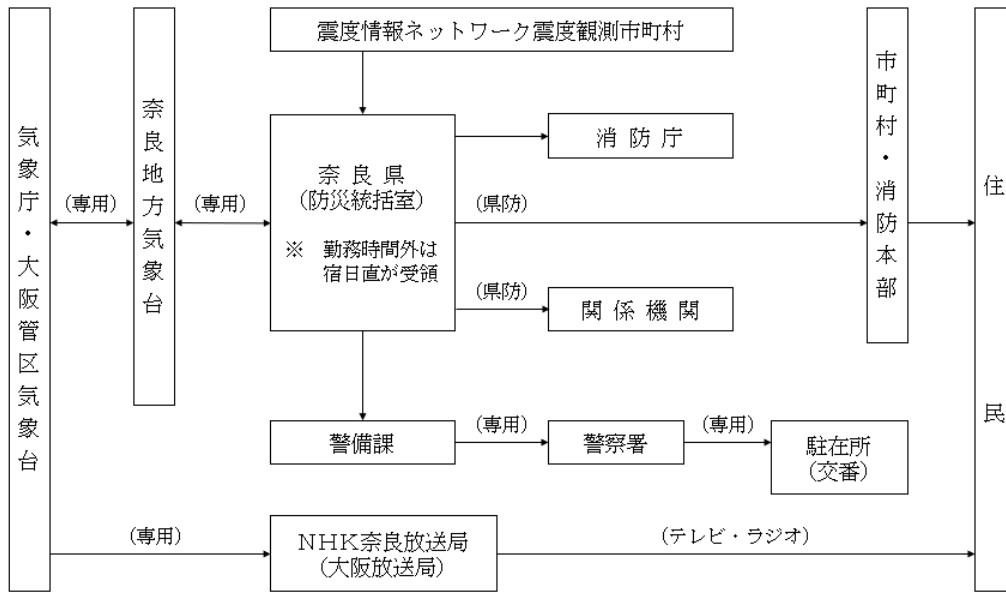 震度情報ネットワーク震度観測市町村
気象庁・大阪管区気象台
(専用)
奈良地方気象台
(専用)
奈良県
(防災統括室)
※ 勤務時間外は
宿日直が受領
消防庁
(県防)
(県防)
関係機関
市町村・消防本部
住民
警備課
(専用)
警察署
(専用)
駐在所
(交番)
(専用)
NHK奈良放送局
(大阪放送局)
(テレビ・ラジオ)